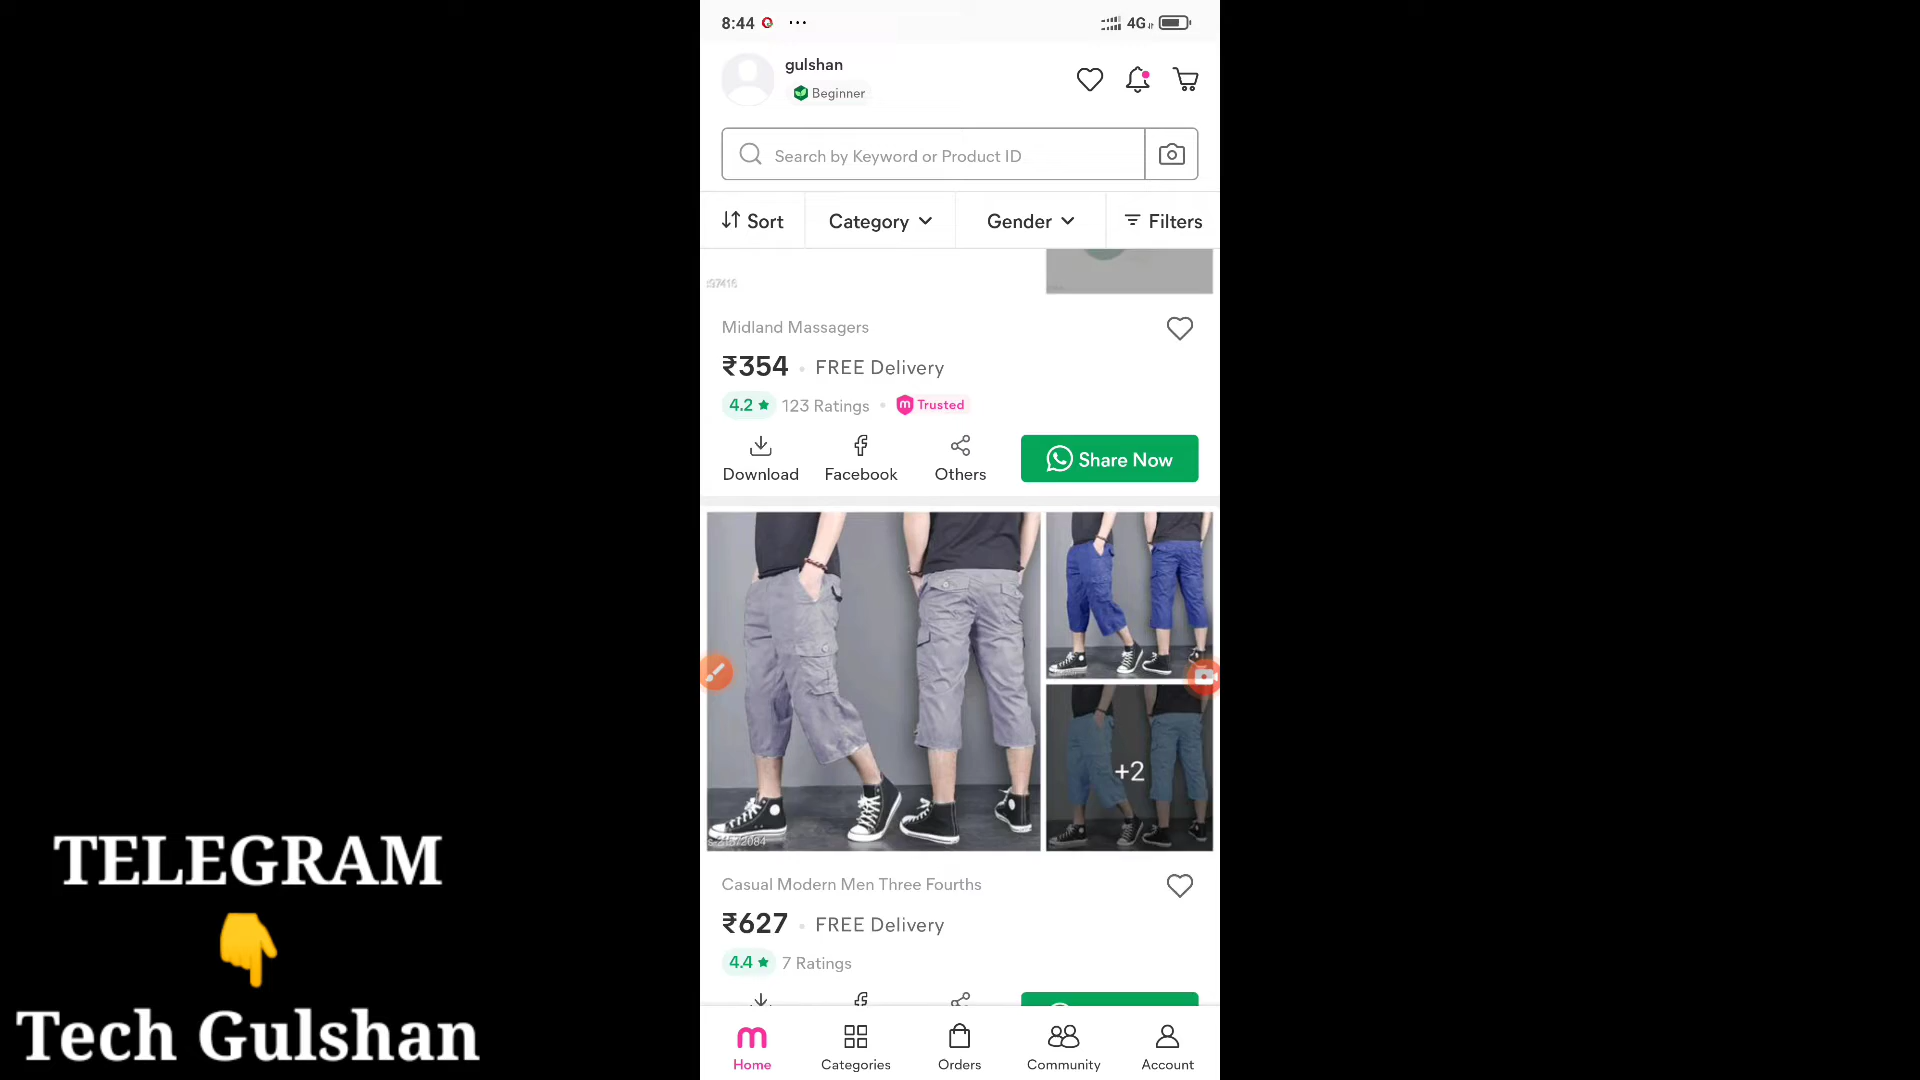 8:44
4G
gulshan
Beginner
Search by Keyword or Product ID
Sort
Category
Gender
Filters
:97416
Midland Massagers
₹354 • FREE Delivery
4.2 ★ 123 Ratings • m Trusted
Download
Facebook
Others
Share Now
+2
s-21572084
Casual Modern Men Three Fourths
₹627 • FREE Delivery
4.4 ★ 7 Ratings
Home
Categories
Orders
Community
Account
TELEGRAM
Tech Gulshan